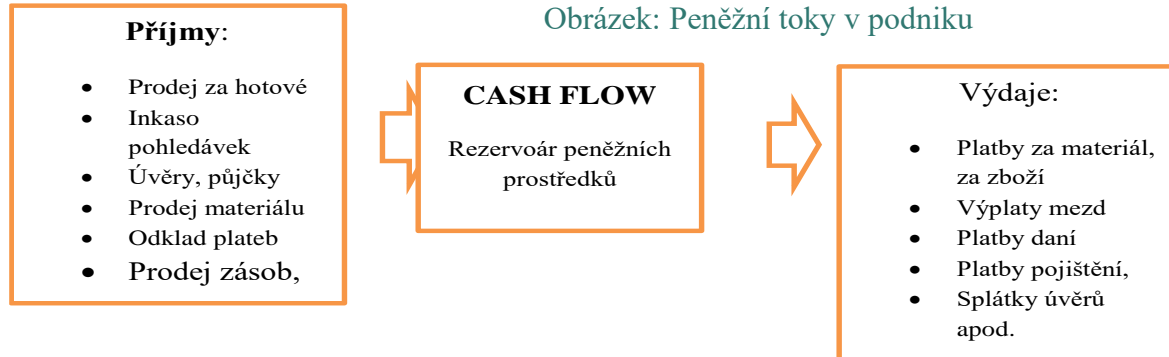 Obrázek: Peněžní toky v podniku
Příjmy:
• Prodej za hotové
• Inkaso
pohledávek
• Úvěry, půjčky
• Prodej materiálu
• Odklad plateb
• Prodej zásob,
CASH FLOW
Rezervoár peněžních
prostředků
Výdaje:
• Platby za materiál,
za zboží
• Výplaty mezd
• Platby daní
• Platby pojištění,
• Splátky úvěrů
apod.